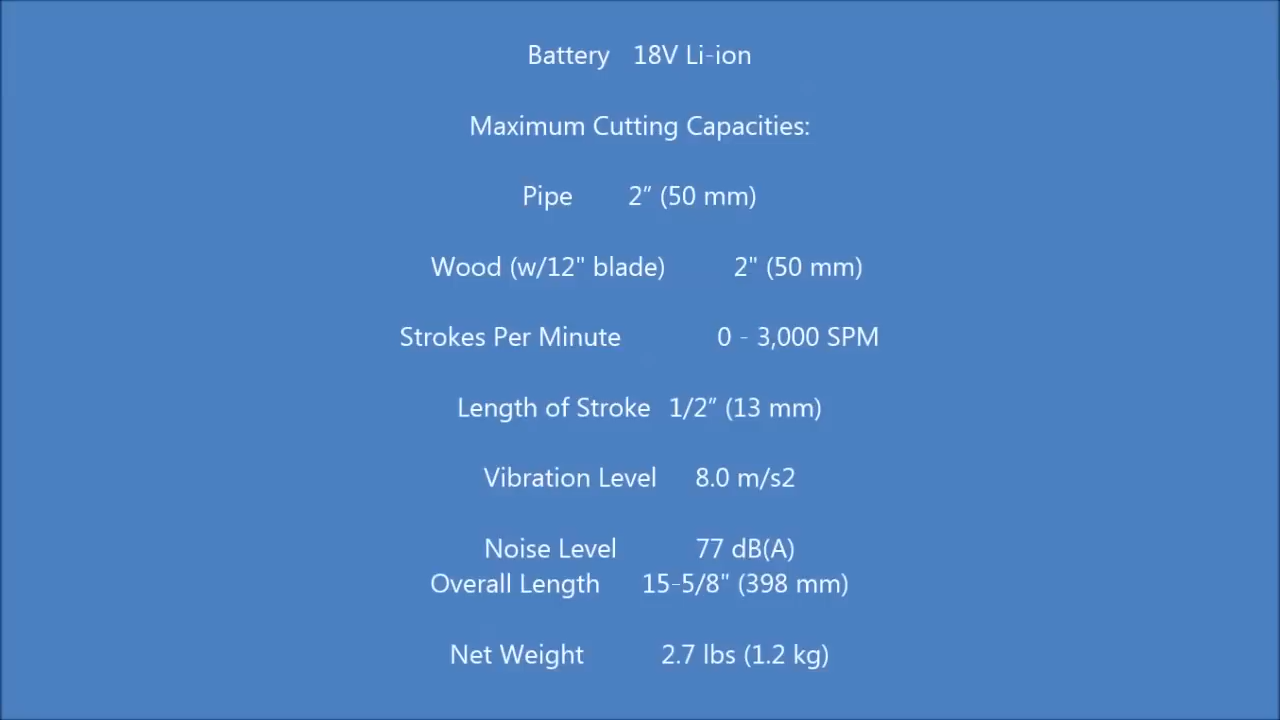 Battery 18V Li-ion
Maximum Cutting Capacities:
Pipe 2” (50 mm)
Wood (w/12" blade) 2" (50 mm)
Strokes Per Minute 0 - 3,000 SPM
Length of Stroke 1/2” (13 mm)
Vibration Level 8.0 m/s2
Noise Level 77 dB(A)
Overall Length 15-5/8" (398 mm)
Net Weight 2.7 lbs (1.2 kg)